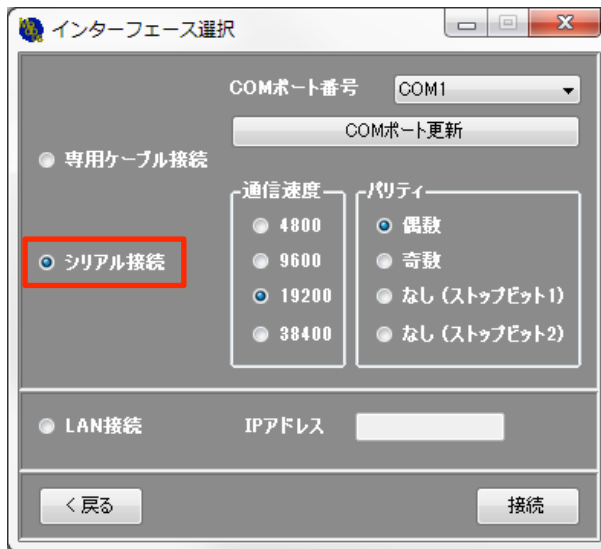 インターフェース選択
COMポート番号 COM1
COMポート更新
専用ケーブル接続
通信速度 パリティ
4800 偶数
シリアル接続 9600 奇数
19200 なし (ストップビット1)
38400 なし (ストップビット2)
LAN接続 IPアドレス
<戻る 接続